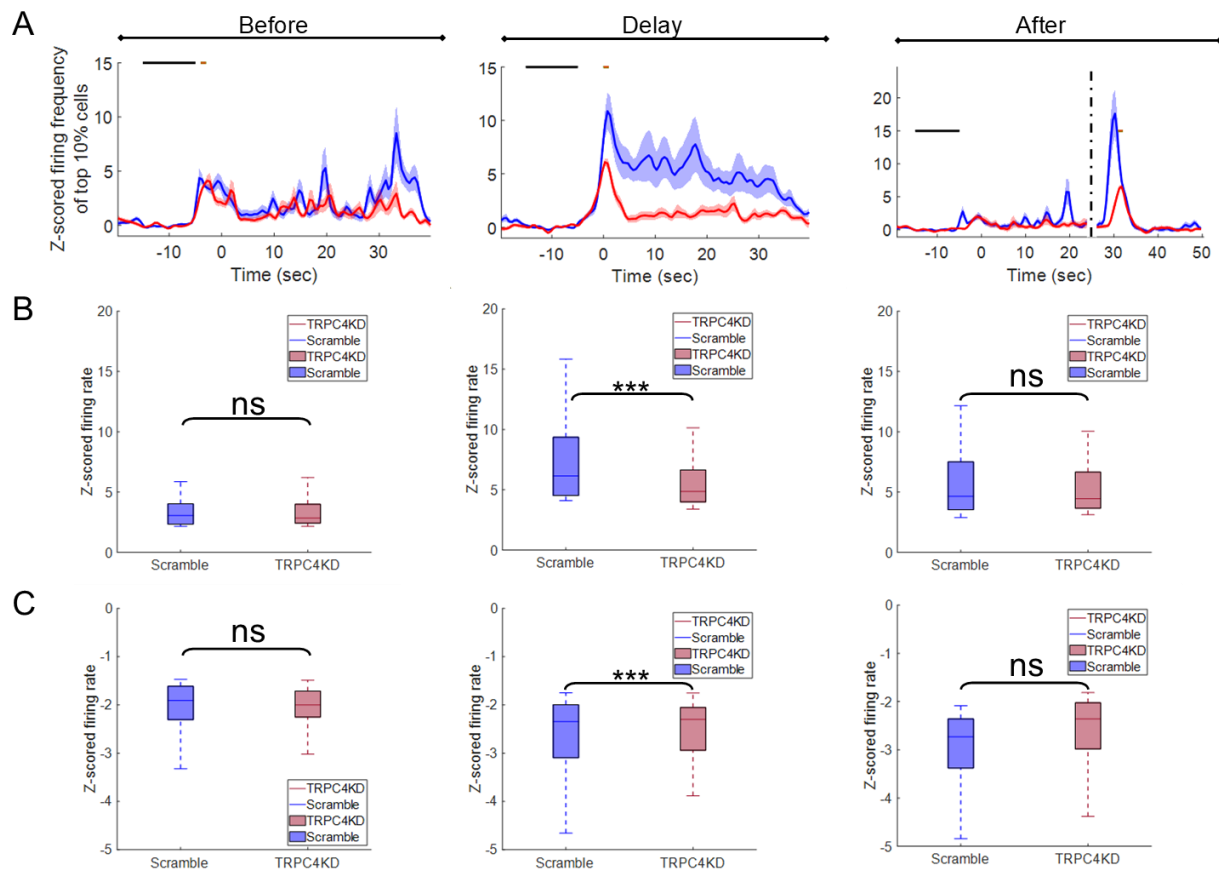 A
Before
Delay
After
Z-scored firing frequency
of top 10% cells
15
10
5
0
-10
0
10
20
30
Time (sec)
15
10
5
0
-10
0
10
20
30
Time (sec)
20
15
10
5
0
-10
0
10
20
30
40
50
Time (sec)
B
Z-scored firing rate
20
15
10
5
0
TRPC4KD
Scramble
TRPC4KD
Scramble
ns
Scramble
TRPC4KD
Z-scored firing rate
20
15
10
5
0
TRPC4KD
Scramble
TRPC4KD
Scramble
***
Scramble
TRPC4KD
Z-scored firing rate
20
15
10
5
0
TRPC4KD
Scramble
TRPC4KD
Scramble
ns
Scramble
TRPC4KD
C
Z-scored firing rate
0
-1
-2
-3
-4
-5
ns
TRPC4KD
Scramble
TRPC4KD
Scramble
Scramble
TRPC4KD
Z-scored firing rate
0
-1
-2
-3
-4
-5
TRPC4KD
Scramble
TRPC4KD
Scramble
***
Scramble
TRPC4KD
Z-scored firing rate
0
-1
-2
-3
-4
-5
TRPC4KD
Scramble
TRPC4KD
Scramble
ns
Scramble
TRPC4KD